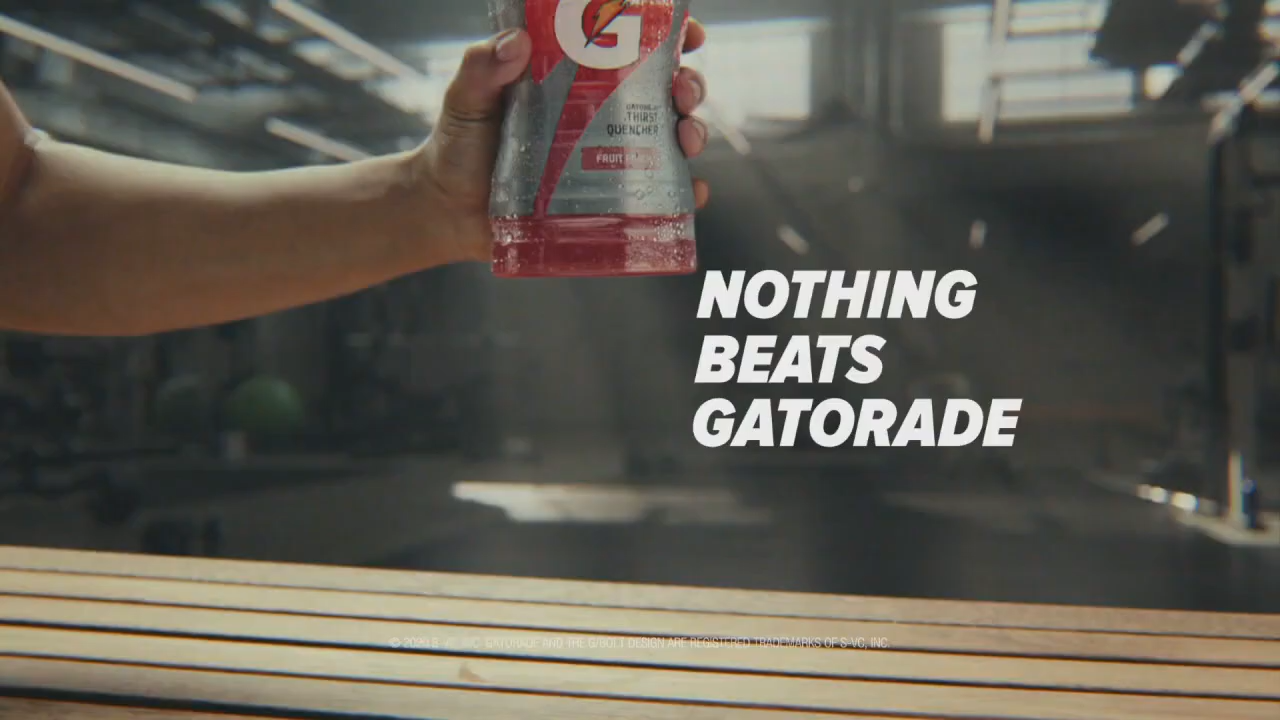 G
THIRST
QUENCHER
FRUIT
NOTHING
BEATS
GATORADE
GATORADE AND THE G/BOLT DESIGN ARE REGISTERED TRADEMARKS OF S-VC, INC.